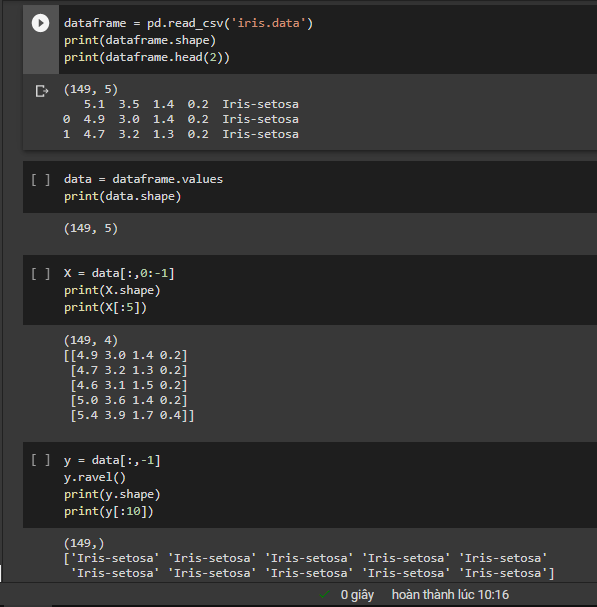 dataframe = pd.read_csv('iris.data')
print(dataframe.shape)
print(dataframe.head(2))
(149, 5)
5.1 3.5 1.4 0.2 Iris-setosa
0 4.9 3.0 1.4 0.2 Iris-setosa
1 4.7 3.2 1.3 0.2 Iris-setosa
[ ] data = dataframe.values
print(data.shape)
(149, 5)
[ ] X = data[:,0:-1]
print(X.shape)
print(X[:5])
(149, 4)
[[4.9 3.0 1.4 0.2]
[4.7 3.2 1.3 0.2]
[4.6 3.1 1.5 0.2]
[5.0 3.6 1.4 0.2]
[5.4 3.9 1.7 0.4]]
[ ] y = data[:,-1]
y.ravel()
print(y.shape)
print(y[:10])
(149,)
['Iris-setosa' 'Iris-setosa' 'Iris-setosa' 'Iris-setosa' 'Iris-setosa'
'Iris-setosa' 'Iris-setosa' 'Iris-setosa' 'Iris-setosa' 'Iris-setosa']
0 giây hoàn thành lúc 10:16